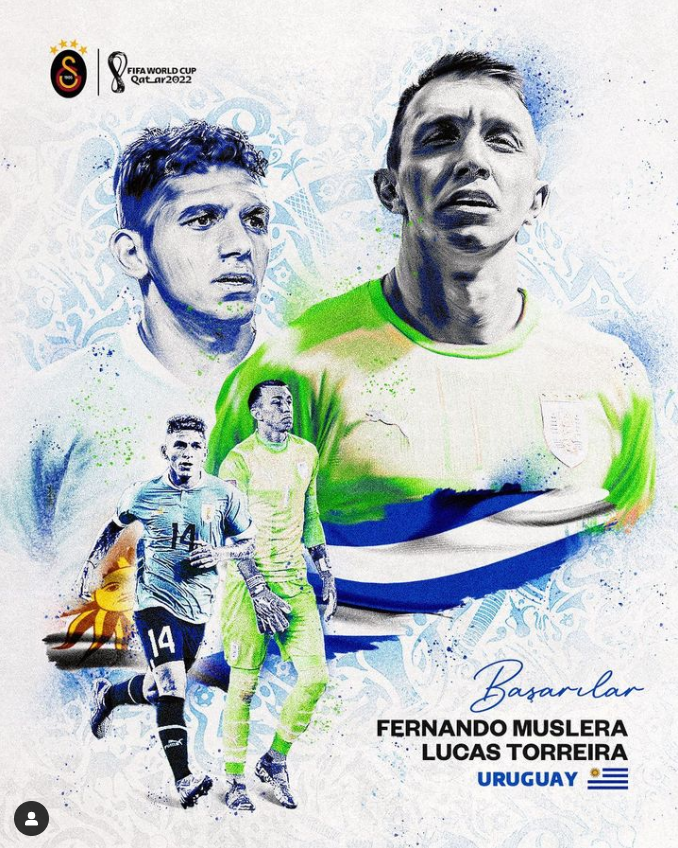 FIFA WORLD CUP
Qatar2022
14
14
Başarılar
FERNANDO MUSLERA
LUCAS TORREIRA
URUGUAY